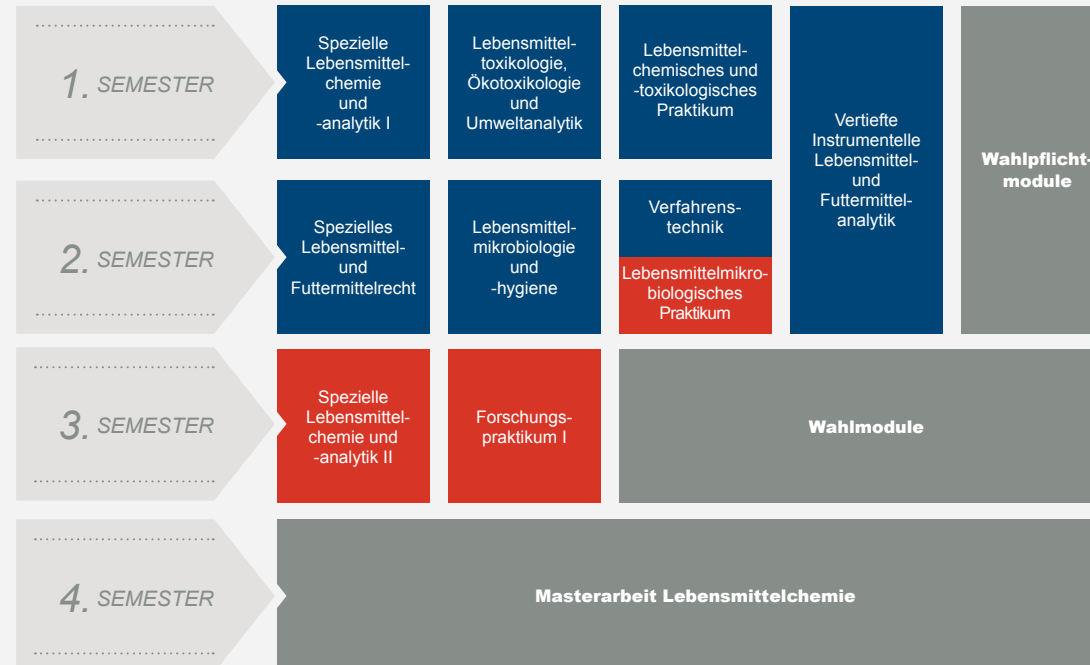 1. SEMESTER
Spezielle
Lebensmittel-
chemie
und
-analytik I
Lebensmittel-
toxikologie,
Ökotoxikologie
und
Umweltanalytik
Lebensmittel-
chemisches und
-toxikologisches
Praktikum
Vertiefte
Instrumentelle
Lebensmittel-
und
Futtermittel-
analytik
Wahlpflicht-
module
2. SEMESTER
Spezielles
Lebensmittel-
und
Futtermittelrecht
Lebensmittel-
mikrobiologie
und
-hygiene
Verfahrens-
technik
Lebensmittelmikro-
biologisches
Praktikum
3. SEMESTER
Spezielle
Lebensmittel-
chemie und
-analytik II
Forschungs-
praktikum I
Wahlmodule
4. SEMESTER
Masterarbeit Lebensmittelchemie